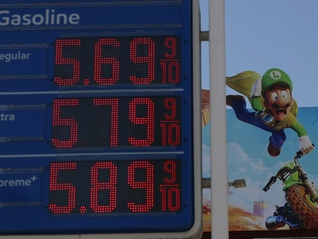 Gasoline
egular
5.69 9/10
tra
5.79 9/10
preme+
5.89 9/10
L